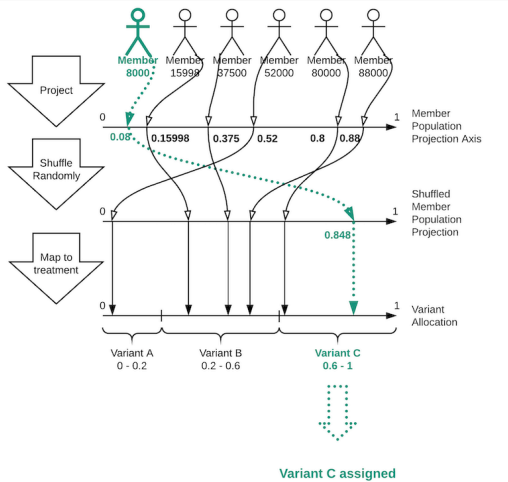 Member
8000
Member
15998
Member
37500
Member
52000
Member
80000
Member
88000
Project
0
1
Member
Population
Projection Axis
0.08
0.15998
0.375
0.52
0.8
0.88
Shuffle
Randomly
0
1
Shuffled
Member
Population
Projection
0.848
Map to
treatment
0
1
Variant
Allocation
Variant A
0 - 0.2
Variant B
0.2 - 0.6
Variant C
0.6 - 1
Variant C assigned